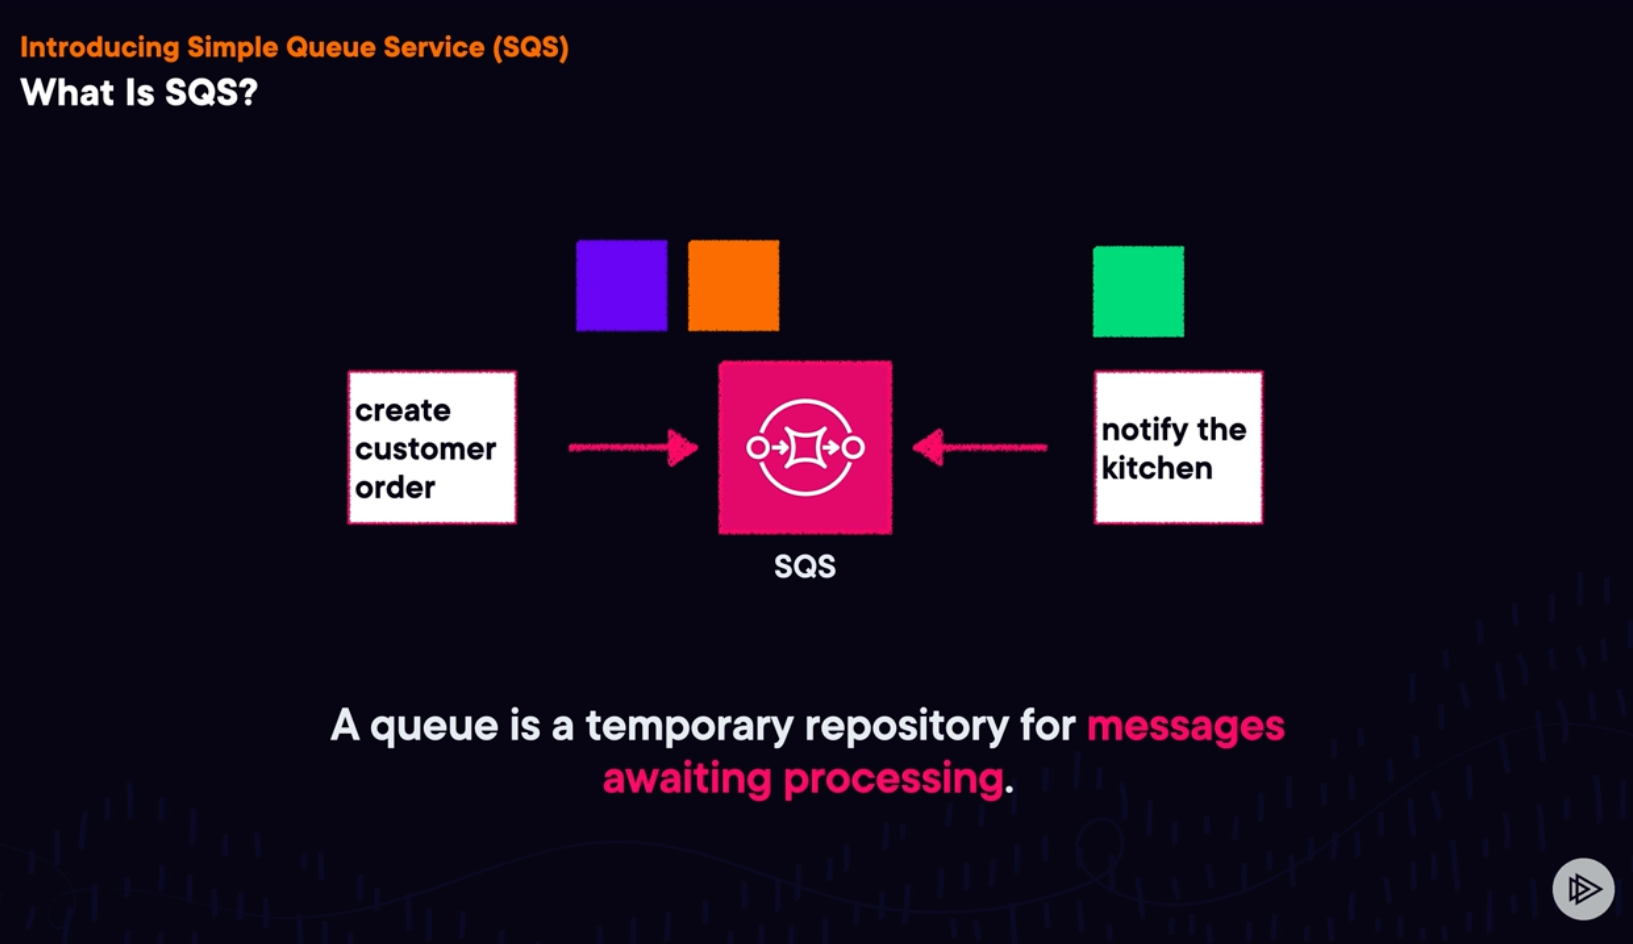 Introducing Simple Queue Service (SQS)
What Is SQS?
create
customer
order
notify the
kitchen
SQS
A queue is a temporary repository for messages
awaiting processing.